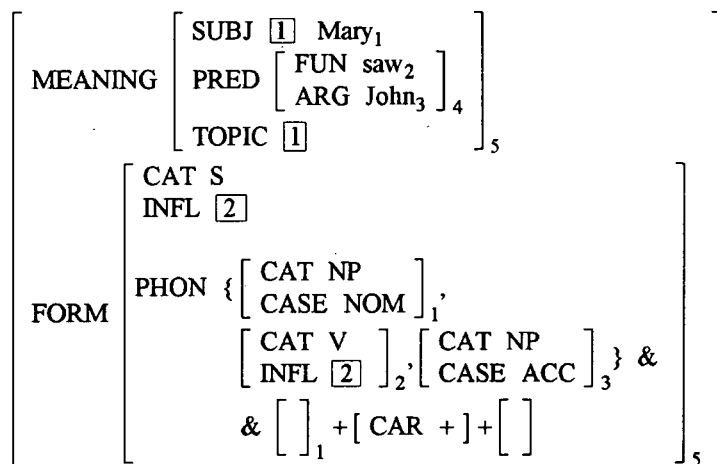 SUBJ [1] Mary₁
MEANING [ PRED [ FUN saw₂
ARG John₃ ]₄
TOPIC [1] ]₅
CAT S
INFL [2]
FORM [ PHON { [ CAT NP
CASE NOM ]₁,
[ CAT V
INFL [2] ]₂, [ CAT NP
CASE ACC ]₃ } &
& [ ]₁ + [ CAR + ] + [ ] ]₅